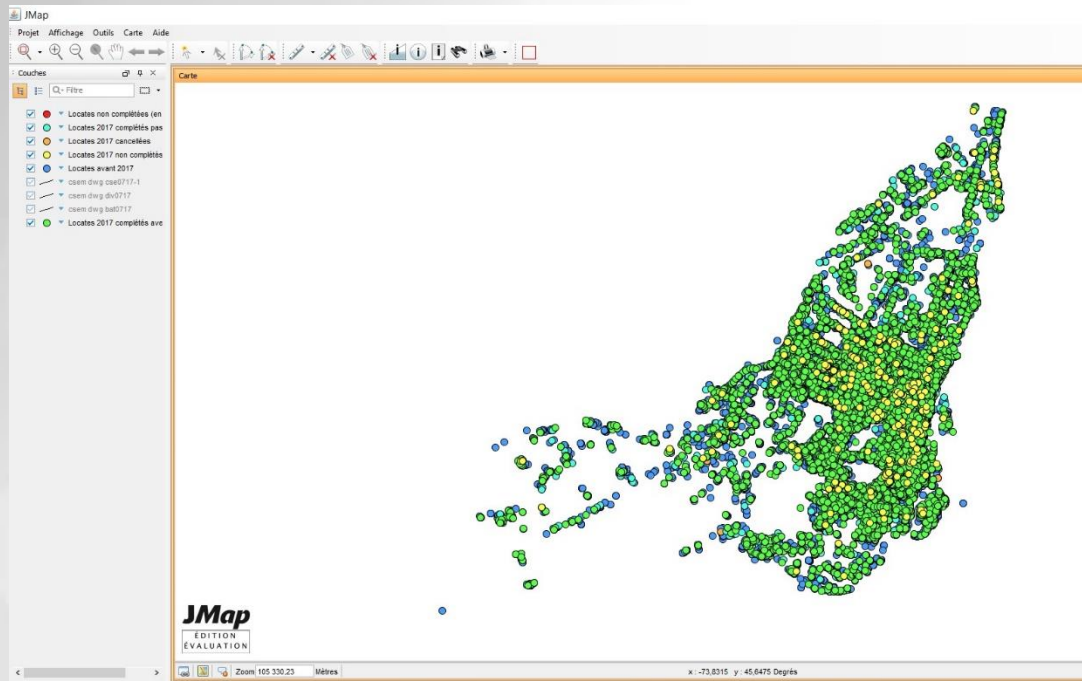 JMap
Projet Affichage Outils Carte Aide
Couches
Carte
Filtre
Locates non complétées (en
Locates 2017 complétés pas
Locates 2017 cancellées
Locates 2017 non complétés
Locates avant 2017
csem dwg cse0717-1
csem dwg div0717
csem dwg bat0717
Locates 2017 complétés ave
JMap
ÉDITION
ÉVALUATION
Zoom 105 330,23 Mètres x : -73,8315 y : 45,6475 Degrés